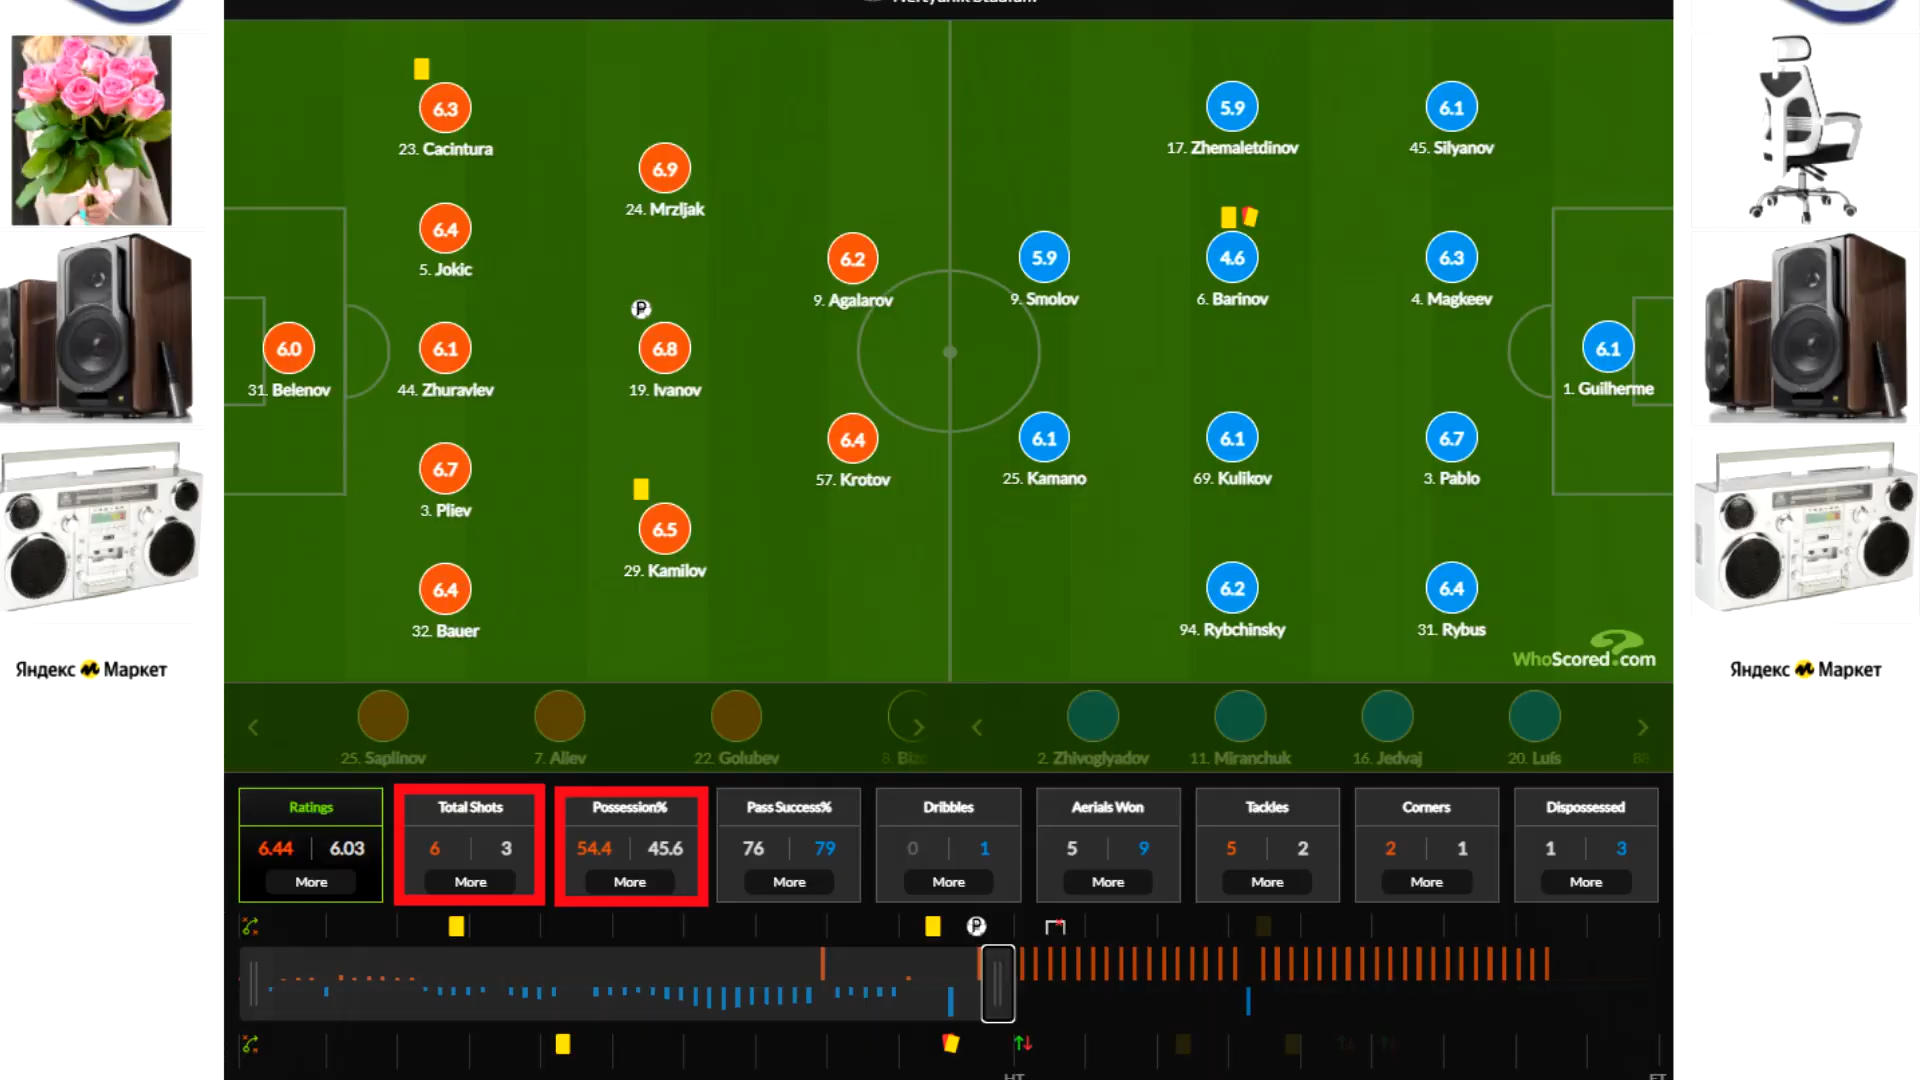 Neftyanik Stadium
6.3
23. Cacintura
6.4
5. Jokic
6.0
31. Belenov
6.1
44. Zhuravlev
6.7
3. Pliev
6.4
32. Bauer
6.9
24. Mrzljak
P
6.8
19. Ivanov
6.5
29. Kamilov
6.2
9. Agalarov
6.4
57. Krotov
5.9
9. Smolov
6.1
25. Kamano
5.9
17. Zhemaletdinov
4.6
6. Barinov
6.1
69. Kulikov
6.2
94. Rybchinsky
6.1
45. Silyanov
6.3
4. Magkeev
6.7
3. Pablo
6.4
31. Rybus
6.1
1. Guilherme
WhoScored.com
Яндекс Маркет
Яндекс Маркет
25. Saplinov
7. Aliev
22. Golubev
2. Zhivoglyadov
11. Miranchuk
16. Jedvaj
20. Luís
Ratings
6.44 6.03
More
Total Shots
6 3
More
Possession%
54.4 45.6
More
Pass Success%
76 79
More
Dribbles
0 1
More
Aerials Won
5 9
More
Tackles
5 2
More
Corners
2 1
More
Dispossessed
1 3
More
P
HT
FT